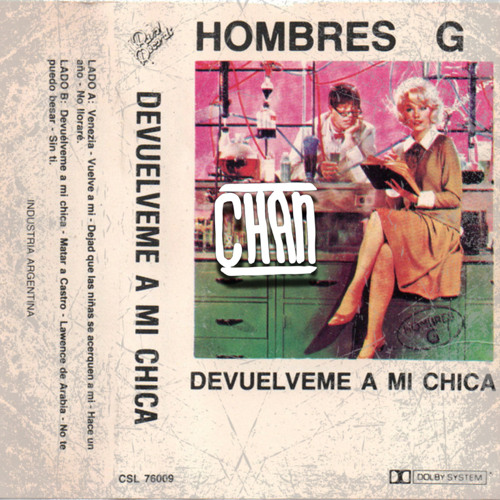 HOMBRES G
CHAN
HOMBRES
G
DEVUELVEME A MI CHICA
DOLBY SYSTEM
DEVUELVEME A MI CHICA
LADO A: Venezia - Vuelve a mi - Dejad que las niñas se acerquen a mi - Hace un
año - No lloraré.
LADO B: Devuélveme a mi chica - Matar a Castro - Lawence de Arabia - No te
puedo besar - Sin ti.
INDUSTRIA ARGENTINA
CSL 76009